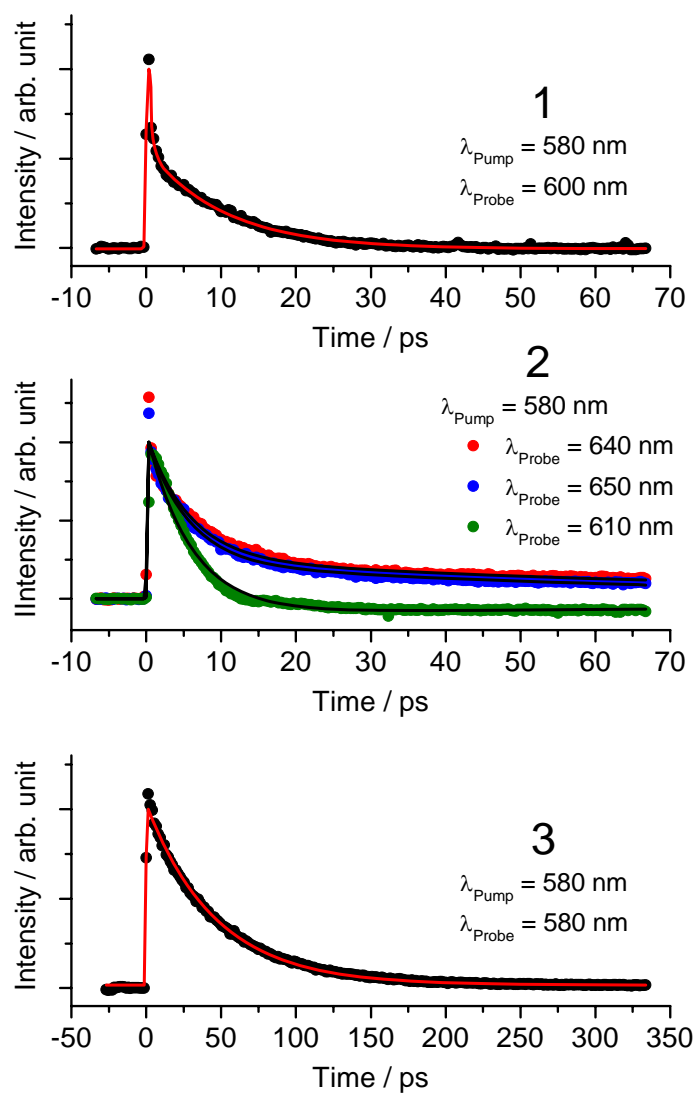 Intensity / arb. unit
1
λPump = 580 nm
λProbe = 600 nm
-10 0 10 20 30 40 50 60 70
Time / ps
IIntensity / arb. unit
2
λPump = 580 nm
λProbe = 640 nm
λProbe = 650 nm
λProbe = 610 nm
-10 0 10 20 30 40 50 60 70
Time / ps
Intensity / arb. unit
3
λPump = 580 nm
λProbe = 580 nm
-50 0 50 100 150 200 250 300 350
Time / ps